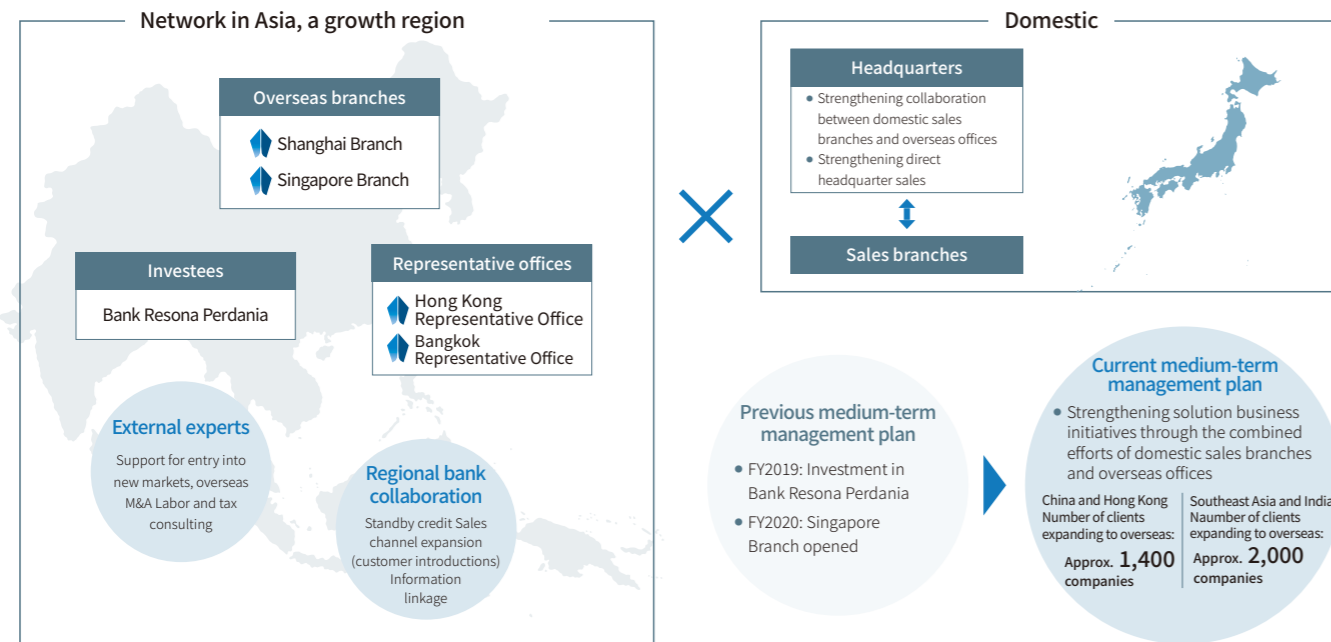 Network in Asia, a growth region
Overseas branches
Shanghai Branch
Singapore Branch
Investees
Bank Resona Perdania
Representative offices
Hong Kong
Representative Office
Bangkok
Representative Office
External experts
Support for entry into
new markets, overseas
M&A Labor and tax
consulting
Regional bank
collaboration
Standby credit Sales
channel expansion
(customer introductions)
Information
linkage
Domestic
Headquarters
• Strengthening collaboration
between domestic sales
branches and overseas offices
• Strengthening direct
headquarter sales
Sales branches
Previous medium-term
management plan
• FY2019: Investment in
Bank Resona Perdania
• FY2020: Singapore
Branch opened
Current medium-term
management plan
• Strengthening solution business
initiatives through the combined
efforts of domestic sales branches
and overseas offices
China and Hong Kong
Number of clients
expanding to overseas:
Approx. 1,400
companies
Southeast Asia and India
Naumber of clients
expanding to overseas:
Approx. 2,000
companies